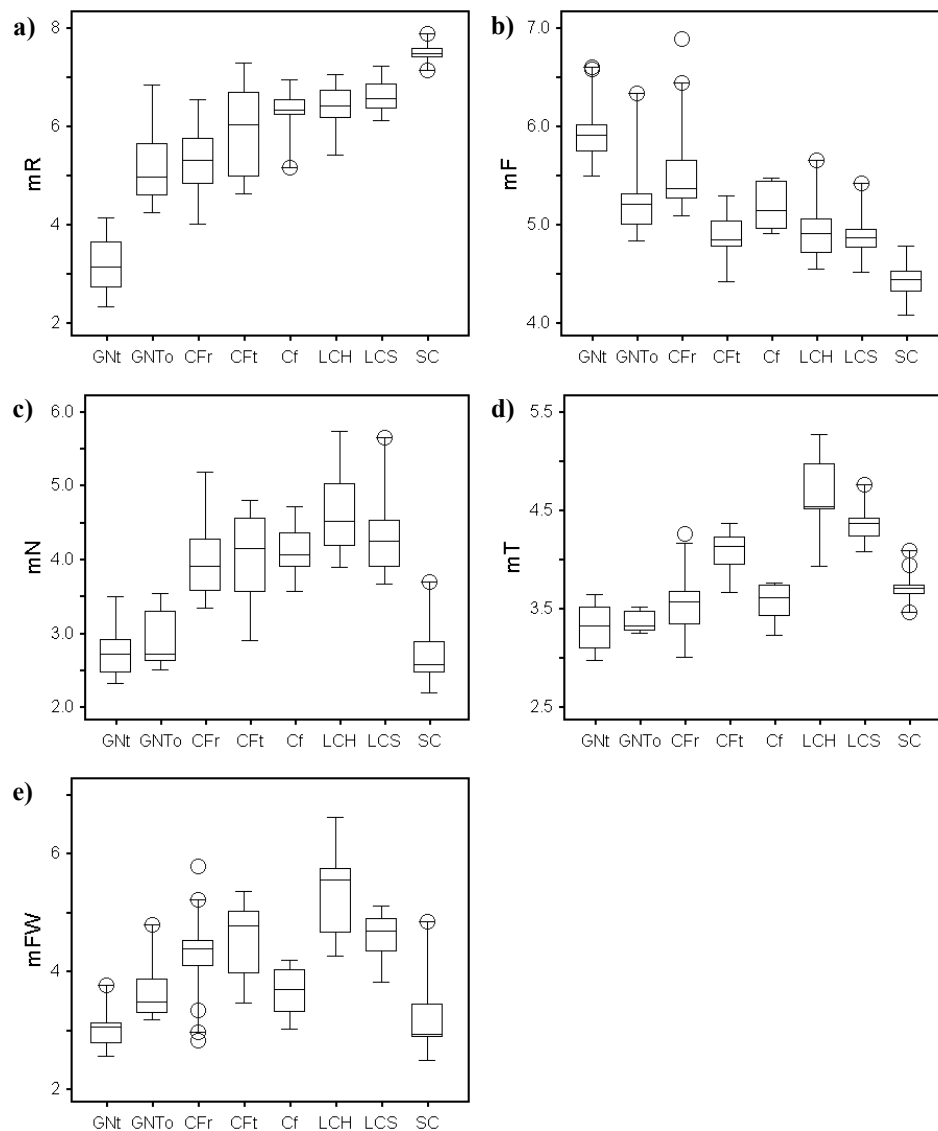 a)
mR
8
6
4
2
GNt GNTo CFr CFt Cf LCH LCS SC
b)
mF
7.0
6.0
5.0
4.0
GNt GNTo CFr CFt Cf LCH LCS SC
c)
mN
6.0
5.0
4.0
3.0
2.0
GNt GNTo CFr CFt Cf LCH LCS SC
d)
mT
5.5
4.5
3.5
2.5
GNt GNTo CFr CFt Cf LCH LCS SC
e)
mFW
6
4
2
GNt GNTo CFr CFt Cf LCH LCS SC